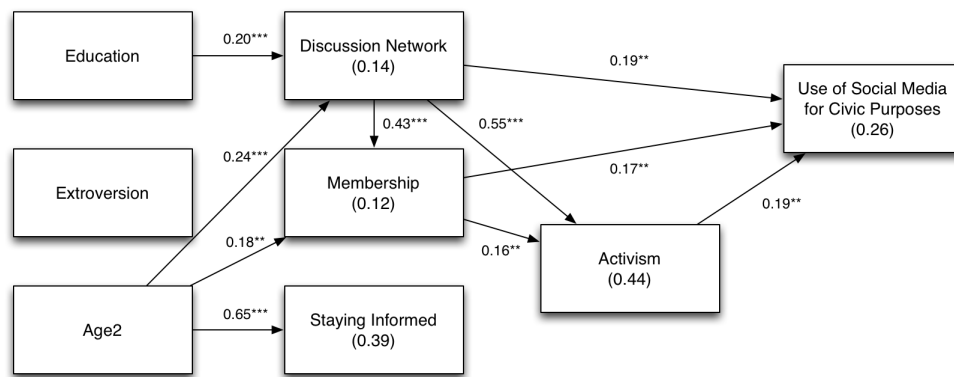 Education
0.20***
Discussion Network
(0.14)
0.19**
Use of Social Media
for Civic Purposes
(0.26)
0.43***
0.55***
0.24***
Extroversion
Membership
(0.12)
0.17**
0.18**
0.16**
0.19**
Activism
(0.44)
Age2
0.65***
Staying Informed
(0.39)